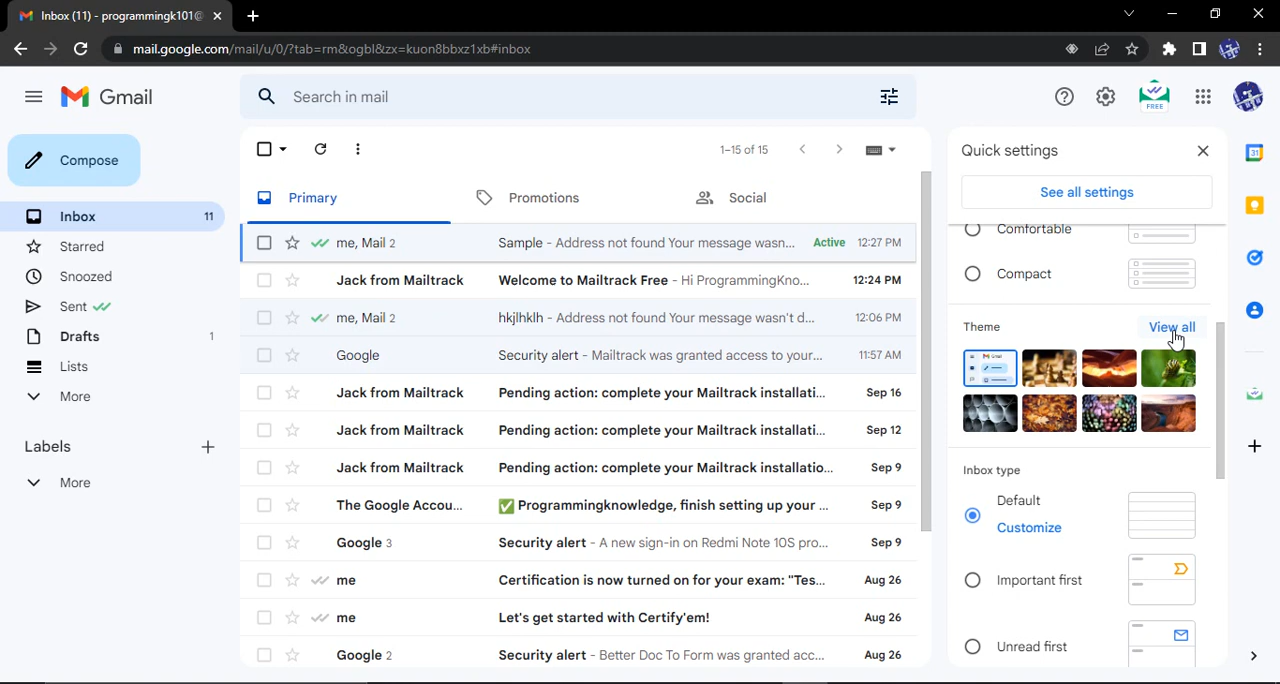 Inbox (11) - programmingk101@
mail.google.com/mail/u/0/?tab=rm&ogbl&zx=kuon8bbxz1xb#inbox
Gmail
Search in mail
FREE
Compose
1–15 of 15
Quick settings
See all settings
Primary
Promotions
Social
Inbox 11
Starred
Snoozed
Sent
Drafts 1
Lists
More
Labels
More
me, Mail 2 Sample - Address not found Your message wasn... Active 12:27 PM
Jack from Mailtrack Welcome to Mailtrack Free - Hi ProgrammingKno... 12:24 PM
me, Mail 2 hkjlhklh - Address not found Your message wasn't d... 12:06 PM
Google Security alert - Mailtrack was granted access to your... 11:57 AM
Jack from Mailtrack Pending action: complete your Mailtrack installati... Sep 16
Jack from Mailtrack Pending action: complete your Mailtrack installati... Sep 12
Jack from Mailtrack Pending action: complete your Mailtrack installatio... Sep 9
The Google Accou... ✅ Programmingknowledge, finish setting up your ... Sep 9
Google 3 Security alert - A new sign-in on Redmi Note 10S pro... Sep 9
me Certification is now turned on for your exam: "Tes... Aug 26
me Let's get started with Certify'em! Aug 26
Google 2 Security alert - Better Doc To Form was granted acc... Aug 26
Comfortable
Compact
Theme
View all
Gmail
Inbox type
Default
Customize
Important first
Unread first
31